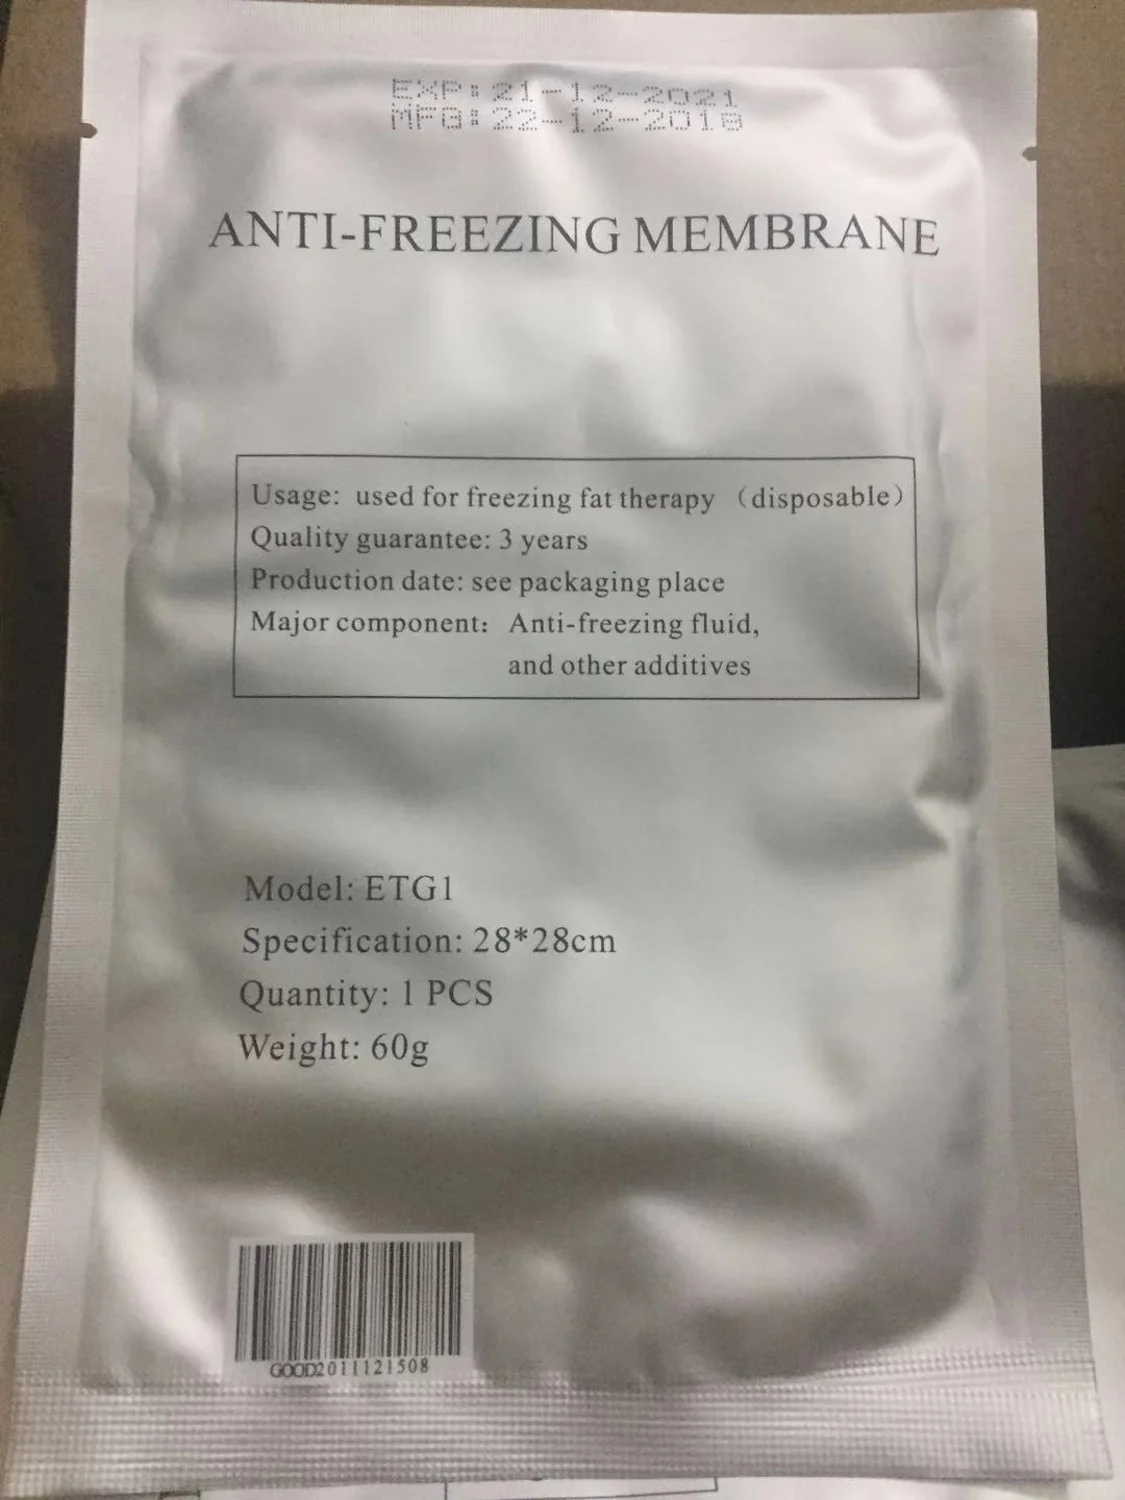 EXP:21-12-2021
MFG:22-12-2018
ANTI-FREEZING MEMBRANE
Usage: used for freezing fat therapy （disposable）
Quality guarantee: 3 years
Production date: see packaging place
Major component: Anti-freezing fluid,
and other additives
Model: ETG1
Specification: 28*28cm
Quantity: 1 PCS
Weight: 60g
GOOD2011121508